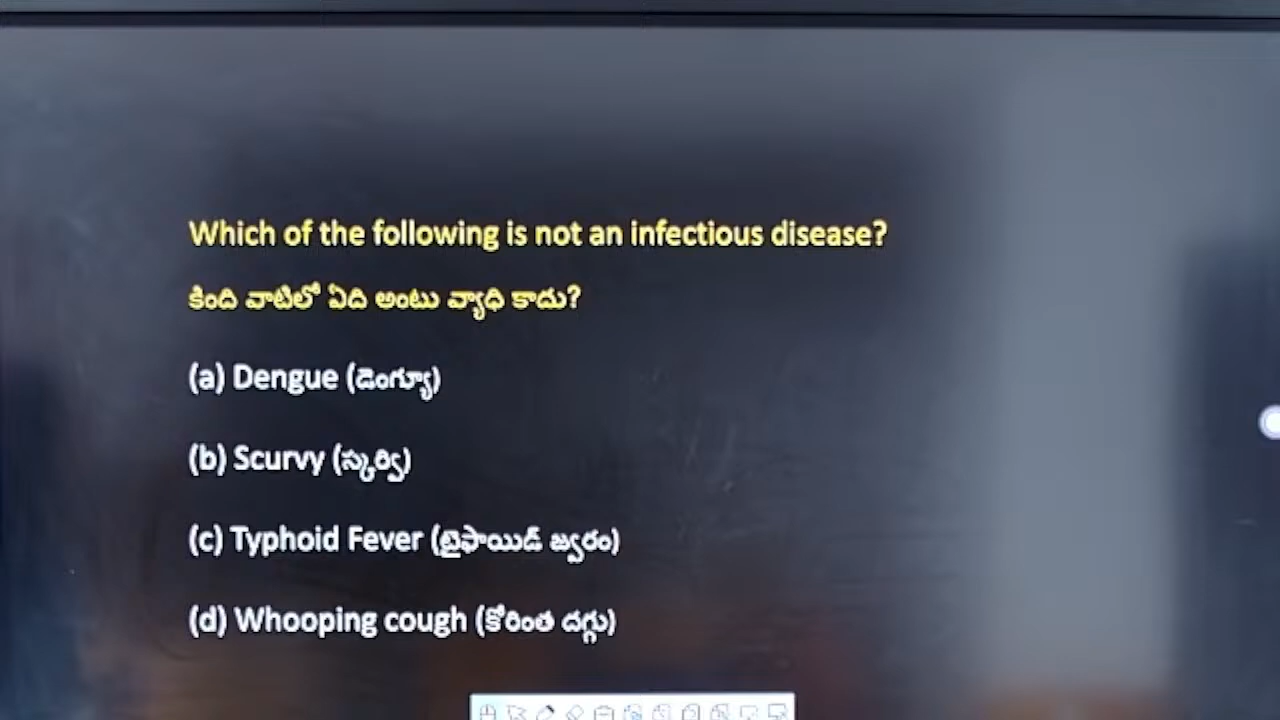 Which of the following is not an infectious disease?
కింది వాటిలో ఏది అంటు వ్యాధి కాదు?
(a) Dengue (డెంగ్యూ)
(b) Scurvy (స్కర్వి)
(c) Typhoid Fever (టైఫాయిడ్ జ్వరం)
(d) Whooping cough (కోరింత దగ్గు)